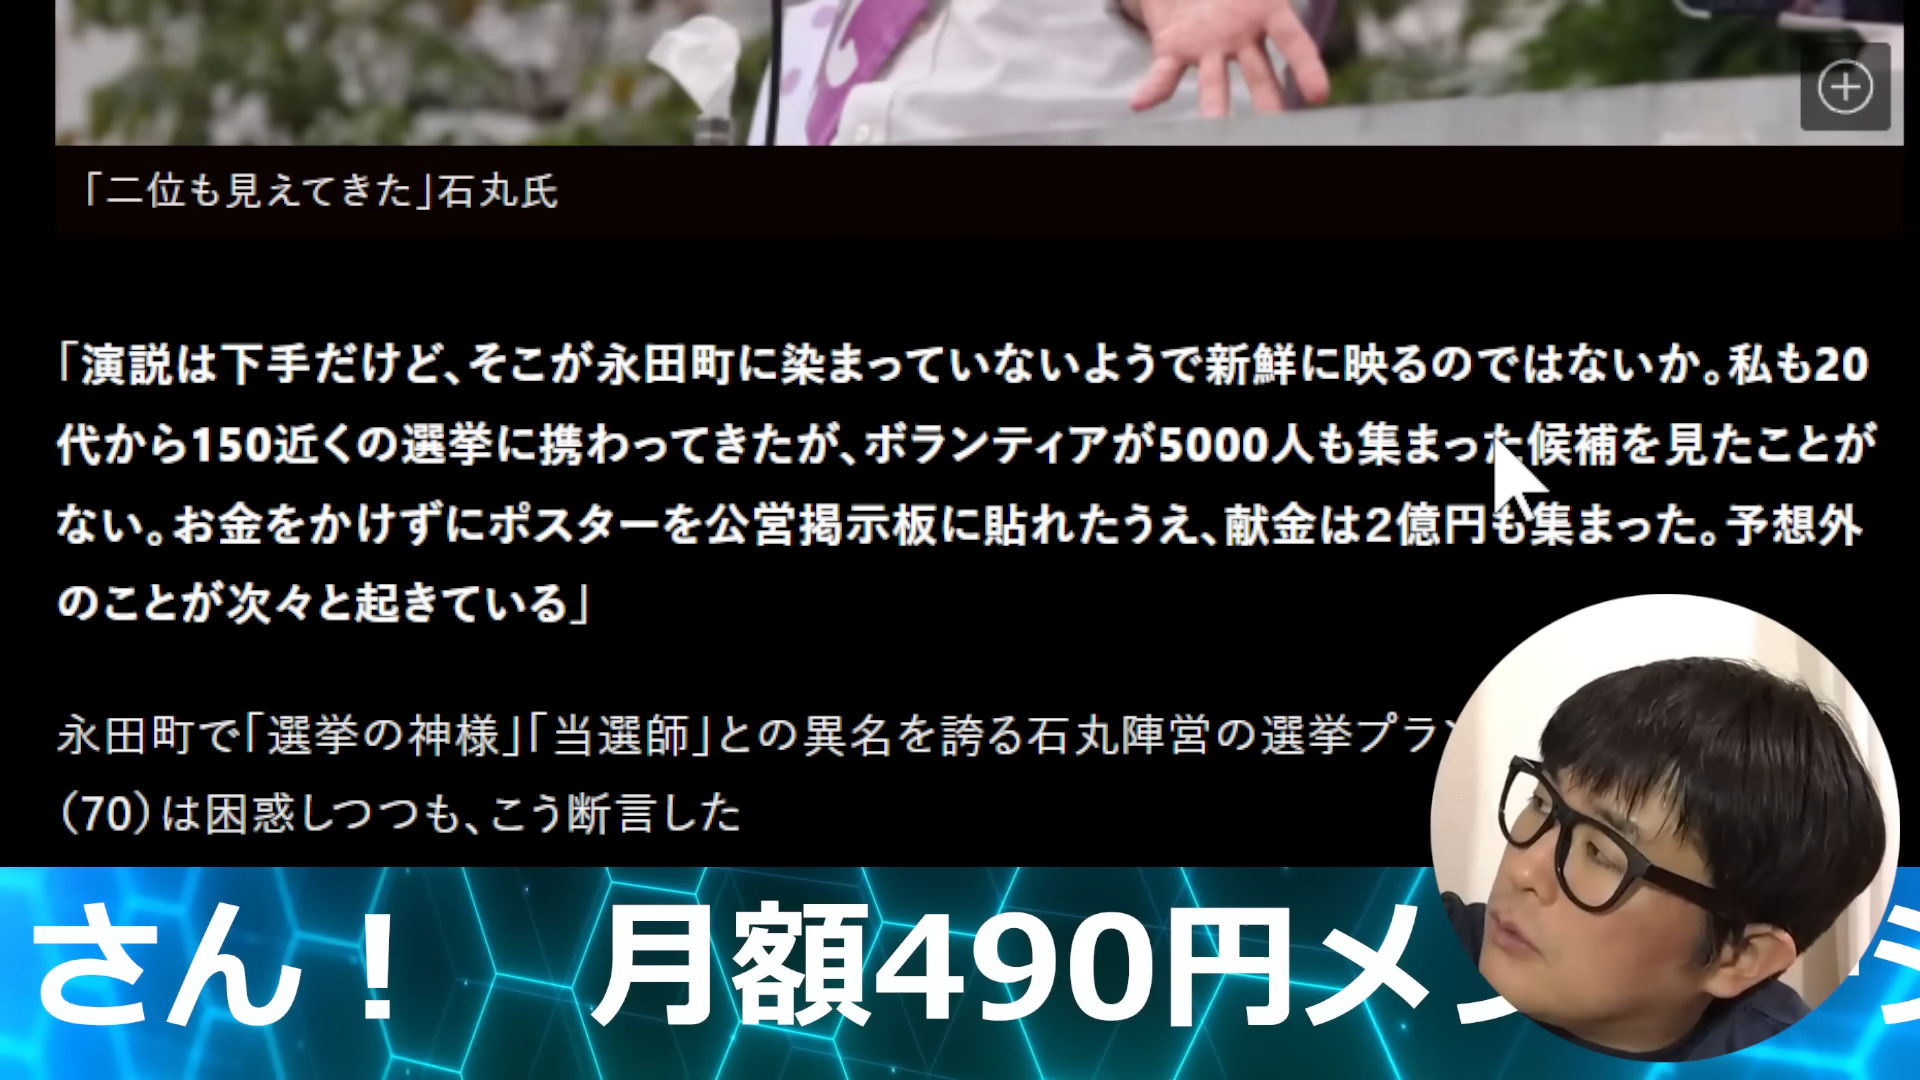 「二位も見えてきた」石丸氏
「演説は下手だけど、そこが永田町に染まっていないようで新鮮に映るのではないか。私も20
代から150近くの選挙に携わってきたが、ボランティアが5000人も集まった候補を見たことが
ない。お金をかけずにポスターを公営掲示板に貼れたうえ、献金は2億円も集まった。予想外
のことが次々と起きている」
永田町で「選挙の神様」「当選師」との異名を誇る石丸陣営の選挙プラン
（70）は困惑しつつも、こう断言した
さん！　月額490円メン